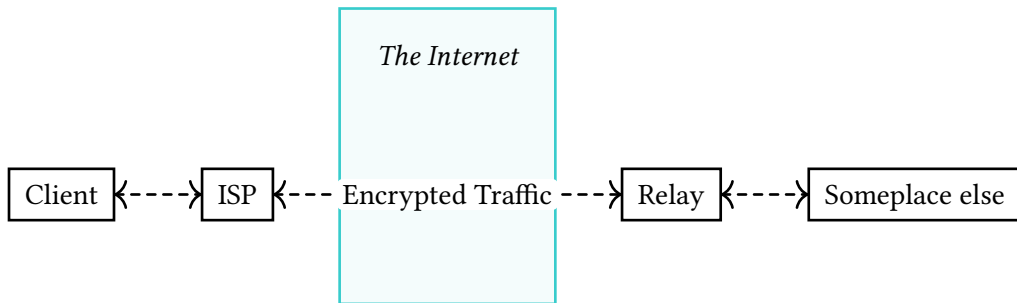 The Internet
Client
ISP
Encrypted Traffic
Relay
Someplace else